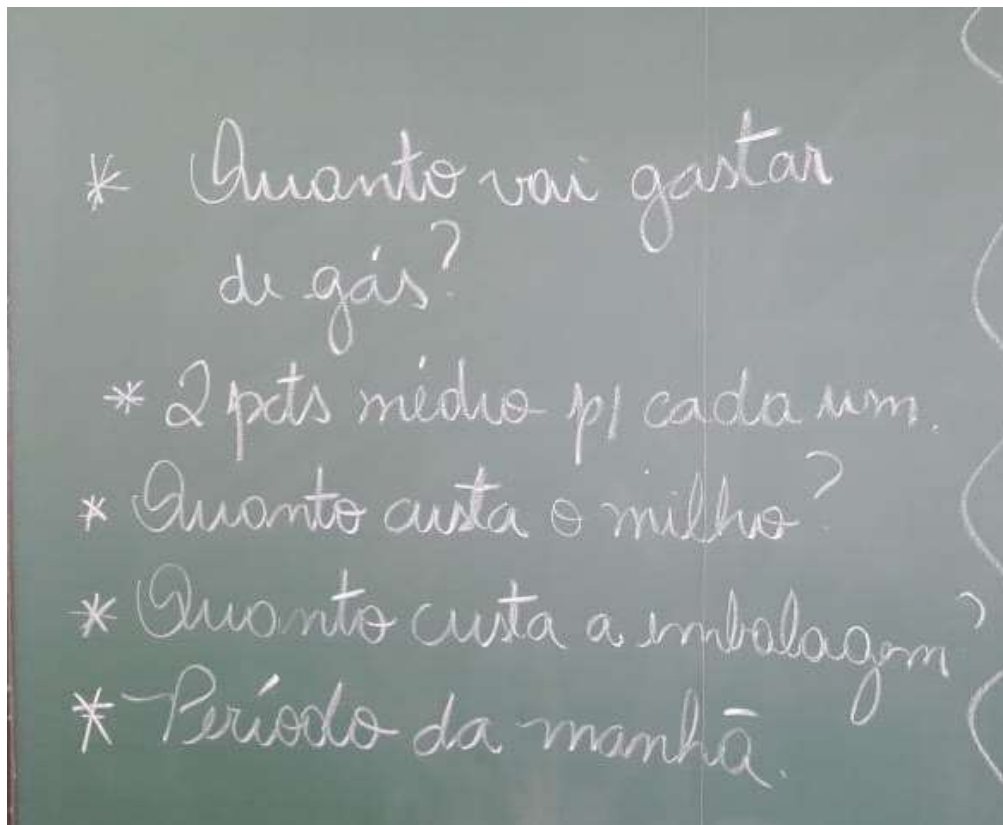 * Quanto vai gastar
de gás?
* 2 pcts médio p/ cada um.
* Quanto custa o milho?
* Quanto custa a embalagem?
* Período da manhã.